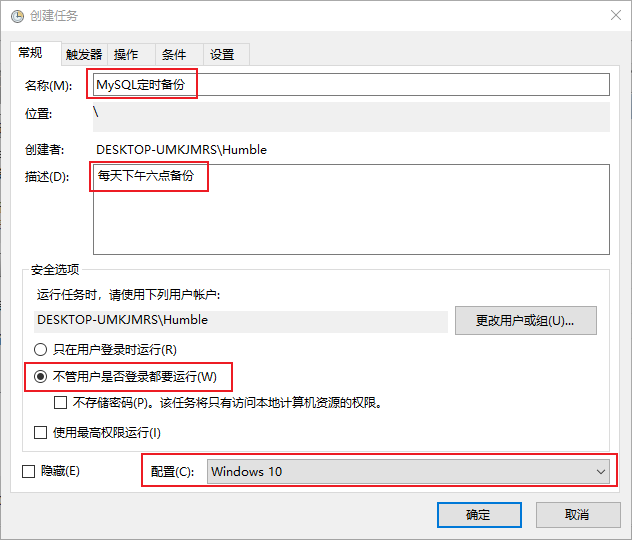 创建任务
常规 触发器 操作 条件 设置
名称(M): MySQL定时备份
位置: \
创建者: DESKTOP-UMKJMRS\Humble
描述(D): 每天下午六点备份
安全选项
运行任务时，请使用下列用户帐户:
DESKTOP-UMKJMRS\Humble 更改用户或组(U)...
只在用户登录时运行(R)
不管用户是否登录都要运行(W)
不存储密码(P)。该任务将只有访问本地计算机资源的权限。
使用最高权限运行(I)
隐藏(E) 配置(C): Windows 10
确定 取消